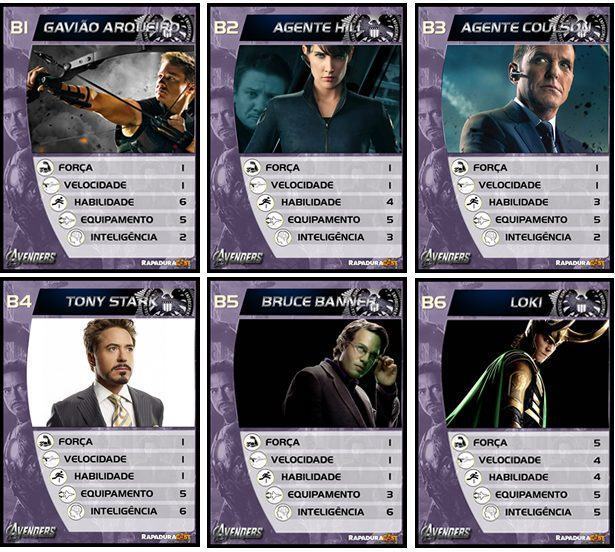 B1 GAVIÃO ARQUEIRO
FORÇA 1
VELOCIDADE 1
HABILIDADE 6
EQUIPAMENTO 5
INTELIGÊNCIA 2
AVENGERS RAPADURACAST
B2 AGENTE HILL
FORÇA 1
VELOCIDADE 1
HABILIDADE 4
EQUIPAMENTO 5
INTELIGÊNCIA 3
AVENGERS RAPADURACAST
B3 AGENTE COULSON
FORÇA 1
VELOCIDADE 1
HABILIDADE 3
EQUIPAMENTO 5
INTELIGÊNCIA 2
AVENGERS RAPADURACAST
B4 TONY STARK
FORÇA 1
VELOCIDADE 1
HABILIDADE 1
EQUIPAMENTO 5
INTELIGÊNCIA 6
AVENGERS RAPADURACAST
B5 BRUCE BANNER
FORÇA 1
VELOCIDADE 1
HABILIDADE 1
EQUIPAMENTO 3
INTELIGÊNCIA 6
AVENGERS RAPADURACAST
B6 LOKI
FORÇA 5
VELOCIDADE 4
HABILIDADE 4
EQUIPAMENTO 5
INTELIGÊNCIA 5
AVENGERS RAPADURACAST